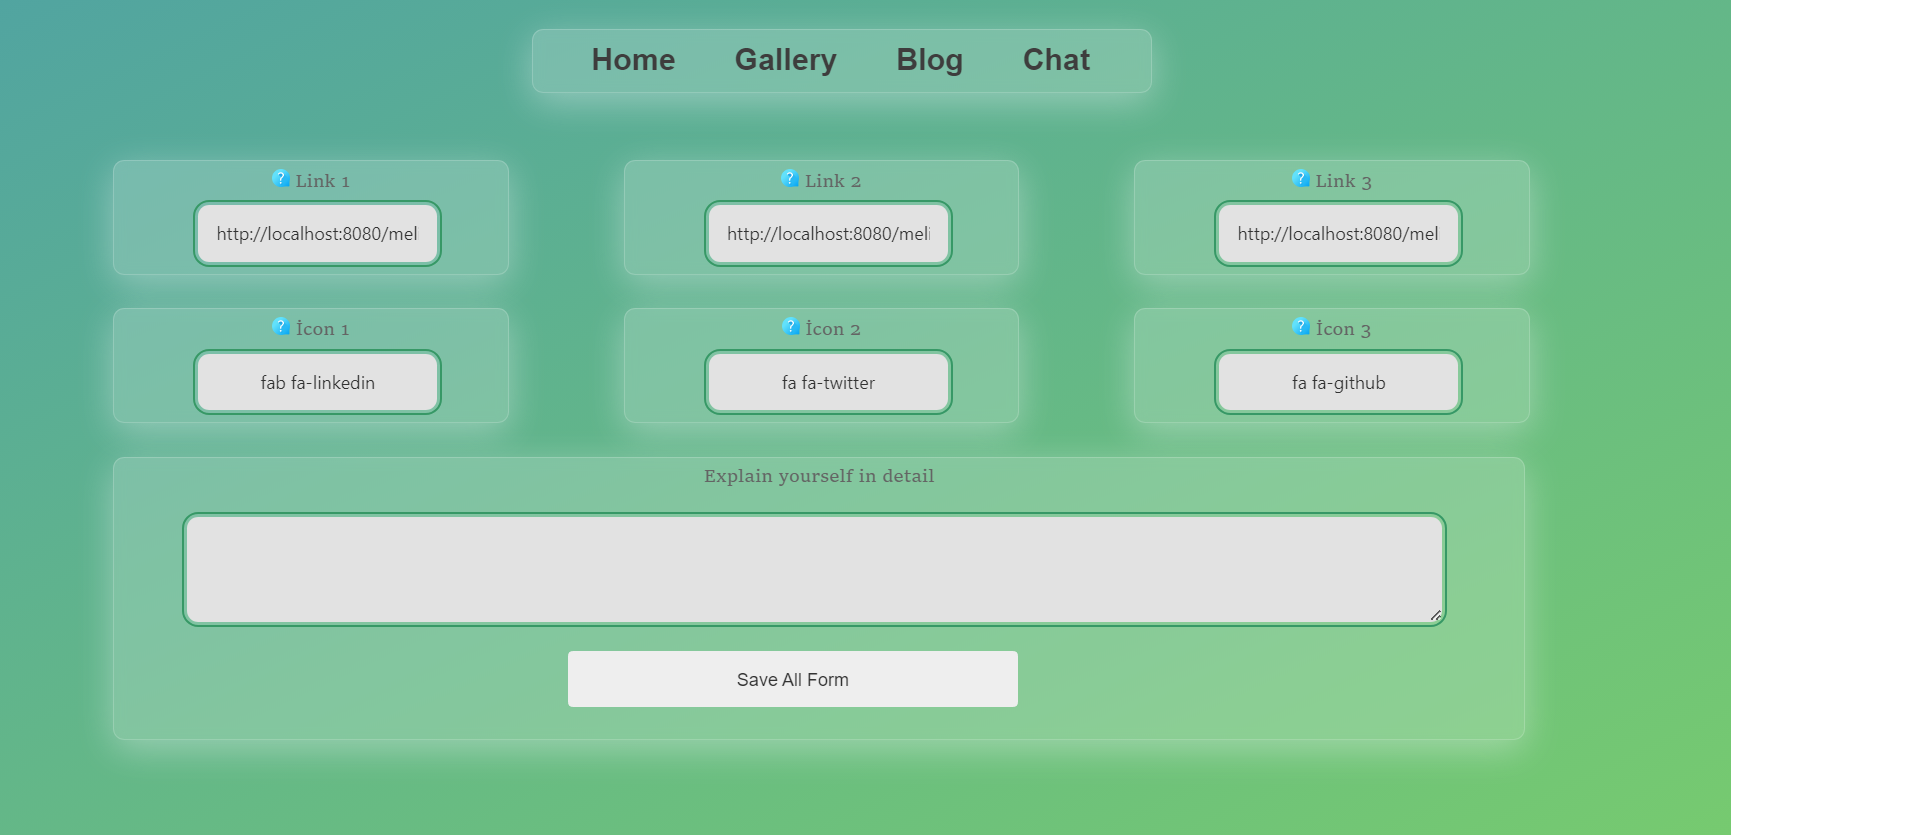 Home Gallery Blog Chat
? Link 1 ? Link 2 ? Link 3
http://localhost:8080/mel http://localhost:8080/meli http://localhost:8080/mel
? İcon 1 ? İcon 2 ? İcon 3
fab fa-linkedin fa fa-twitter fa fa-github
Explain yourself in detail
Save All Form